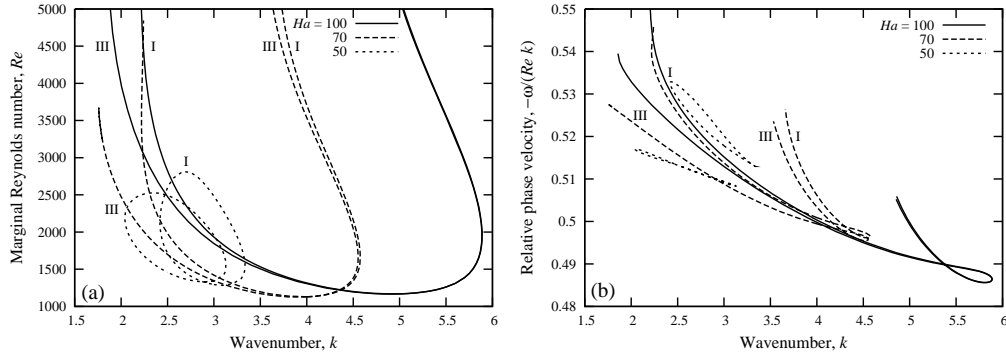 5000
4500
4000
3500
3000
2500
2000
1500
1000
Marginal Reynolds number, Re
1.5 2 2.5 3 3.5 4 4.5 5 5.5 6
Wavenumber, k
Ha = 100
70
50
III
I
III I
III
I
(a)
0.55
0.54
0.53
0.52
0.51
0.5
0.49
0.48
Relative phase velocity, −ω/(Re k)
1.5 2 2.5 3 3.5 4 4.5 5 5.5 6
Wavenumber, k
Ha = 100
70
50
I
III
III
I
(b)